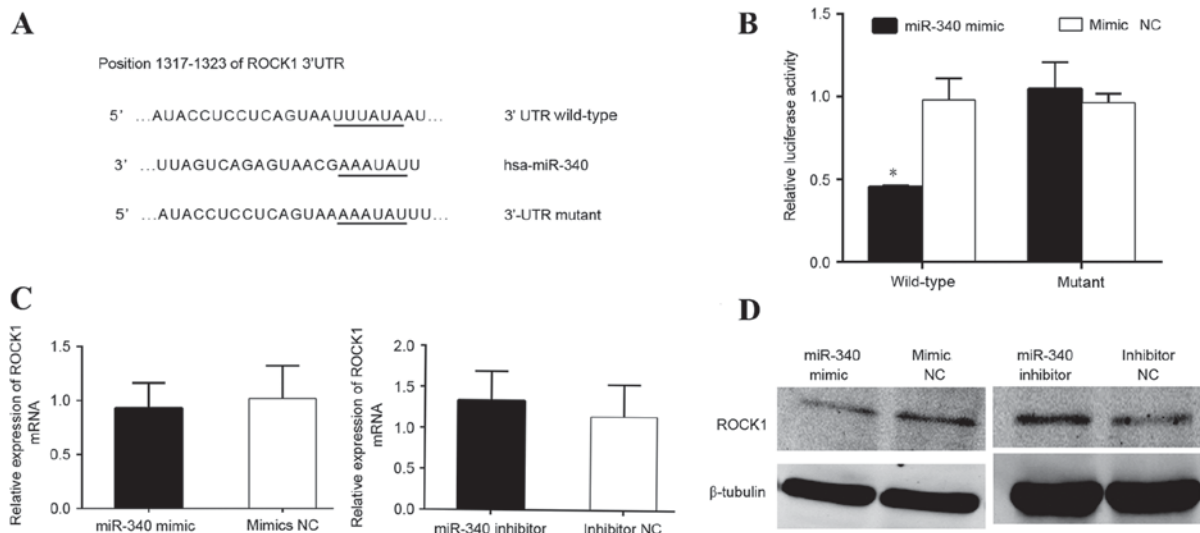 A
Position 1317-1323 of ROCK1 3'UTR
5' ...AUACCUCCUCAGUAAUUUAUAAU... 3' UTR wild-type
3' UUAGUCAGAGUAACGAAAUAUU hsa-miR-340
5' ...AUACCUCCUCAGUAAAAAUAUUU... 3'-UTR mutant
B
miR-340 mimic
Mimic NC
Relative luciferase activity
1.5
1.0
0.5
0.0
*
Wild-type
Mutant
C
Relative expression of ROCK1
mRNA
1.5
1.0
0.5
0.0
miR-340 mimic
Mimics NC
Relative expression of ROCK1
mRNA
2.0
1.5
1.0
0.5
0.0
miR-340 inhibitor
Inhibitor NC
D
miR-340
mimic
Mimic
NC
miR-340
inhibitor
Inhibitor
NC
ROCK1
β-tubulin